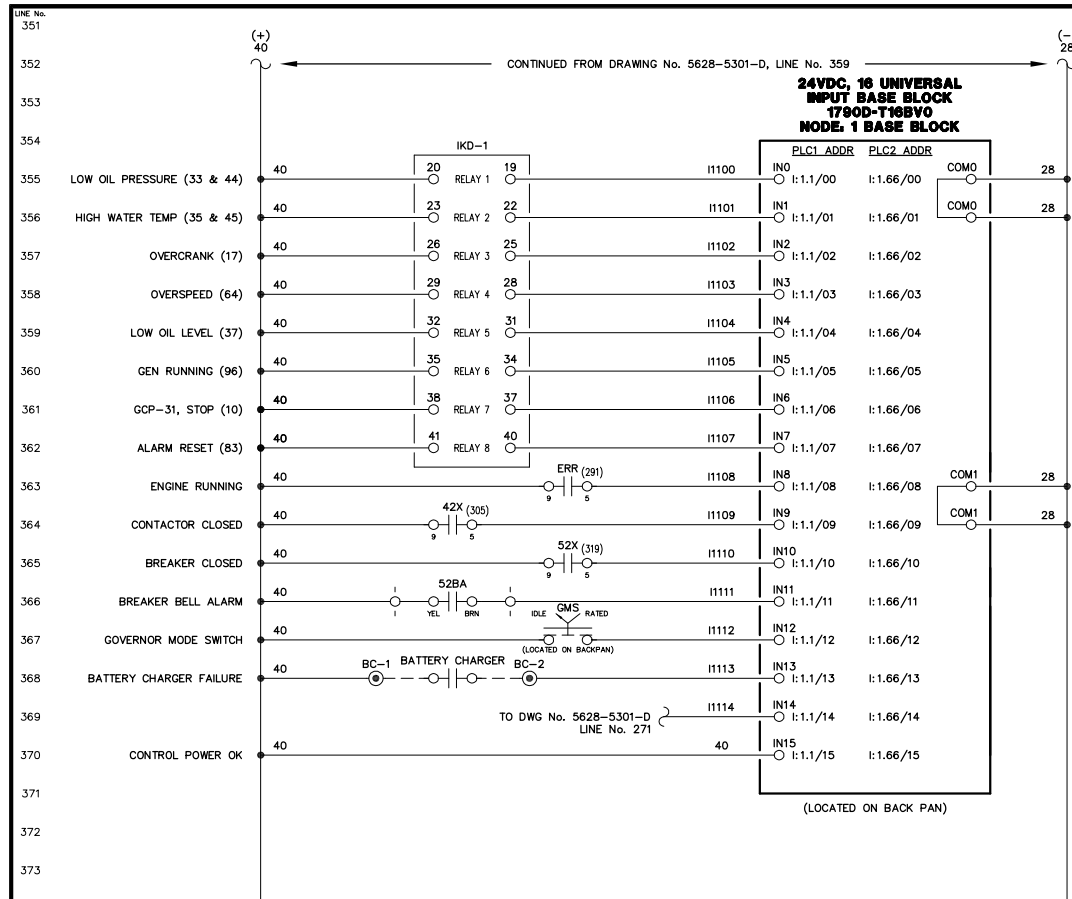 LINE No.
351
(+)
40
(-
28
352
CONTINUED FROM DRAWING No. 5628-5301-D, LINE No. 359
24VDC, 16 UNIVERSAL
INPUT BASE BLOCK
1790D-T16BV0
NODE: 1 BASE BLOCK
353
354
IKD-1
PLC1 ADDR PLC2 ADDR
355 LOW OIL PRESSURE (33 & 44) 40 20 RELAY 1 19 I1100 IN0 I:1.1/00 I:1.66/00 COM0 28
356 HIGH WATER TEMP (35 & 45) 40 23 RELAY 2 22 I1101 IN1 I:1.1/01 I:1.66/01 COM0 28
357 OVERCRANK (17) 40 26 RELAY 3 25 I1102 IN2 I:1.1/02 I:1.66/02
358 OVERSPEED (64) 40 29 RELAY 4 28 I1103 IN3 I:1.1/03 I:1.66/03
359 LOW OIL LEVEL (37) 40 32 RELAY 5 31 I1104 IN4 I:1.1/04 I:1.66/04
360 GEN RUNNING (96) 40 35 RELAY 6 34 I1105 IN5 I:1.1/05 I:1.66/05
361 GCP-31, STOP (10) 40 38 RELAY 7 37 I1106 IN6 I:1.1/06 I:1.66/06
362 ALARM RESET (83) 40 41 RELAY 8 40 I1107 IN7 I:1.1/07 I:1.66/07
363 ENGINE RUNNING 40 ERR (291) 9 5 I1108 IN8 I:1.1/08 I:1.66/08 COM1 28
364 CONTACTOR CLOSED 40 42X (305) 9 5 I1109 IN9 I:1.1/09 I:1.66/09 COM1 28
365 BREAKER CLOSED 40 52X (319) 9 5 I1110 IN10 I:1.1/10 I:1.66/10
366 BREAKER BELL ALARM 40 52BA YEL BRN I1111 IN11 I:1.1/11 I:1.66/11
367 GOVERNOR MODE SWITCH 40 IDLE GMS RATED (LOCATED ON BACKPAN) I1112 IN12 I:1.1/12 I:1.66/12
368 BATTERY CHARGER FAILURE 40 BC-1 BATTERY CHARGER BC-2 I1113 IN13 I:1.1/13 I:1.66/13
369 TO DWG No. 5628-5301-D I1114 IN14 I:1.1/14 I:1.66/14
LINE No. 271
370 CONTROL POWER OK 40 40 IN15 I:1.1/15 I:1.66/15
371
(LOCATED ON BACK PAN)
372
373